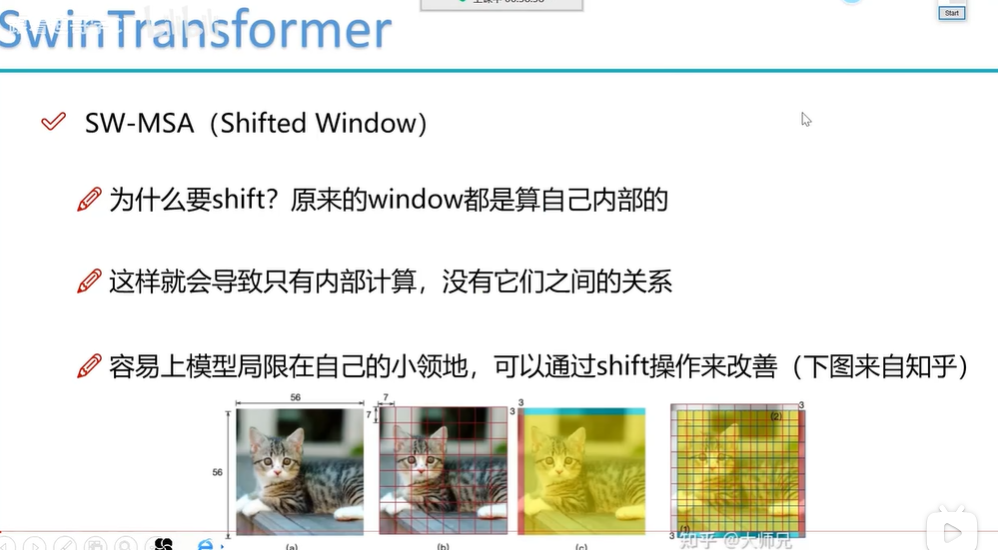 SwinTransformer
Start
SW-MSA（Shifted Window）
为什么要shift？原来的window都是算自己内部的
这样就会导致只有内部计算，没有它们之间的关系
容易上模型局限在自己的小领地，可以通过shift操作来改善（下图来自知乎）
56
7
3
3
7
3
(2)
56
(1)
3
知乎 @大师兄
(a)
(b)
(c)